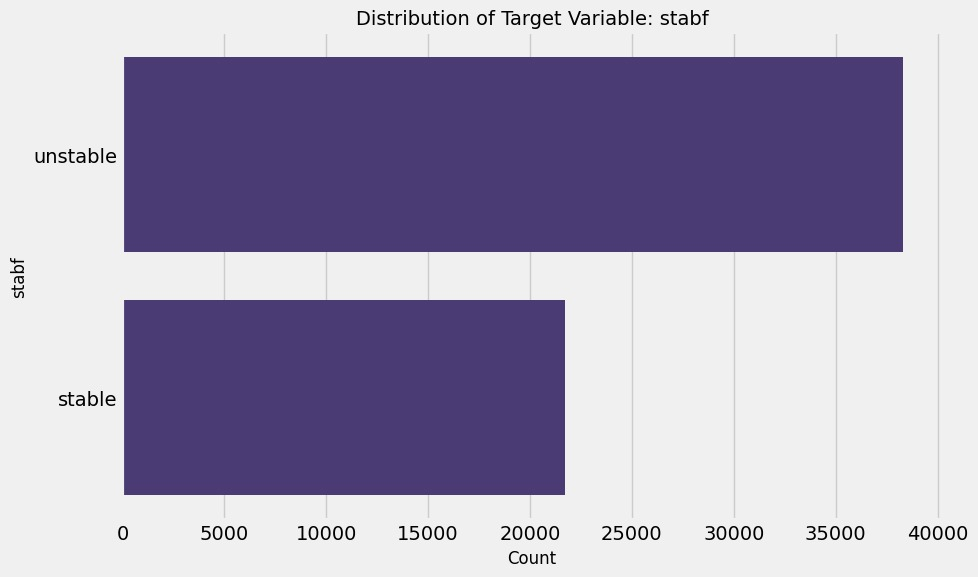 Distribution of Target Variable: stabf
unstable
stabf
stable
0 5000 10000 15000 20000 25000 30000 35000 40000
Count